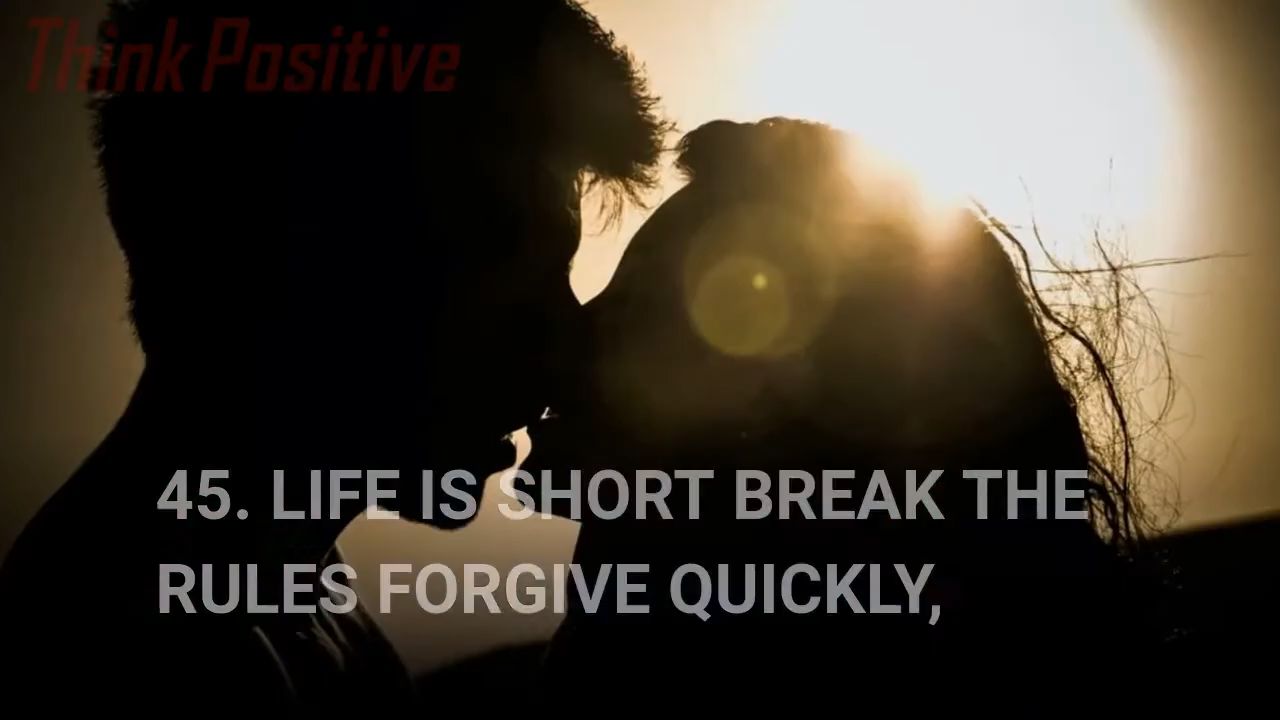 Think Positive
45. LIFE IS SHORT BREAK THE
RULES FORGIVE QUICKLY,